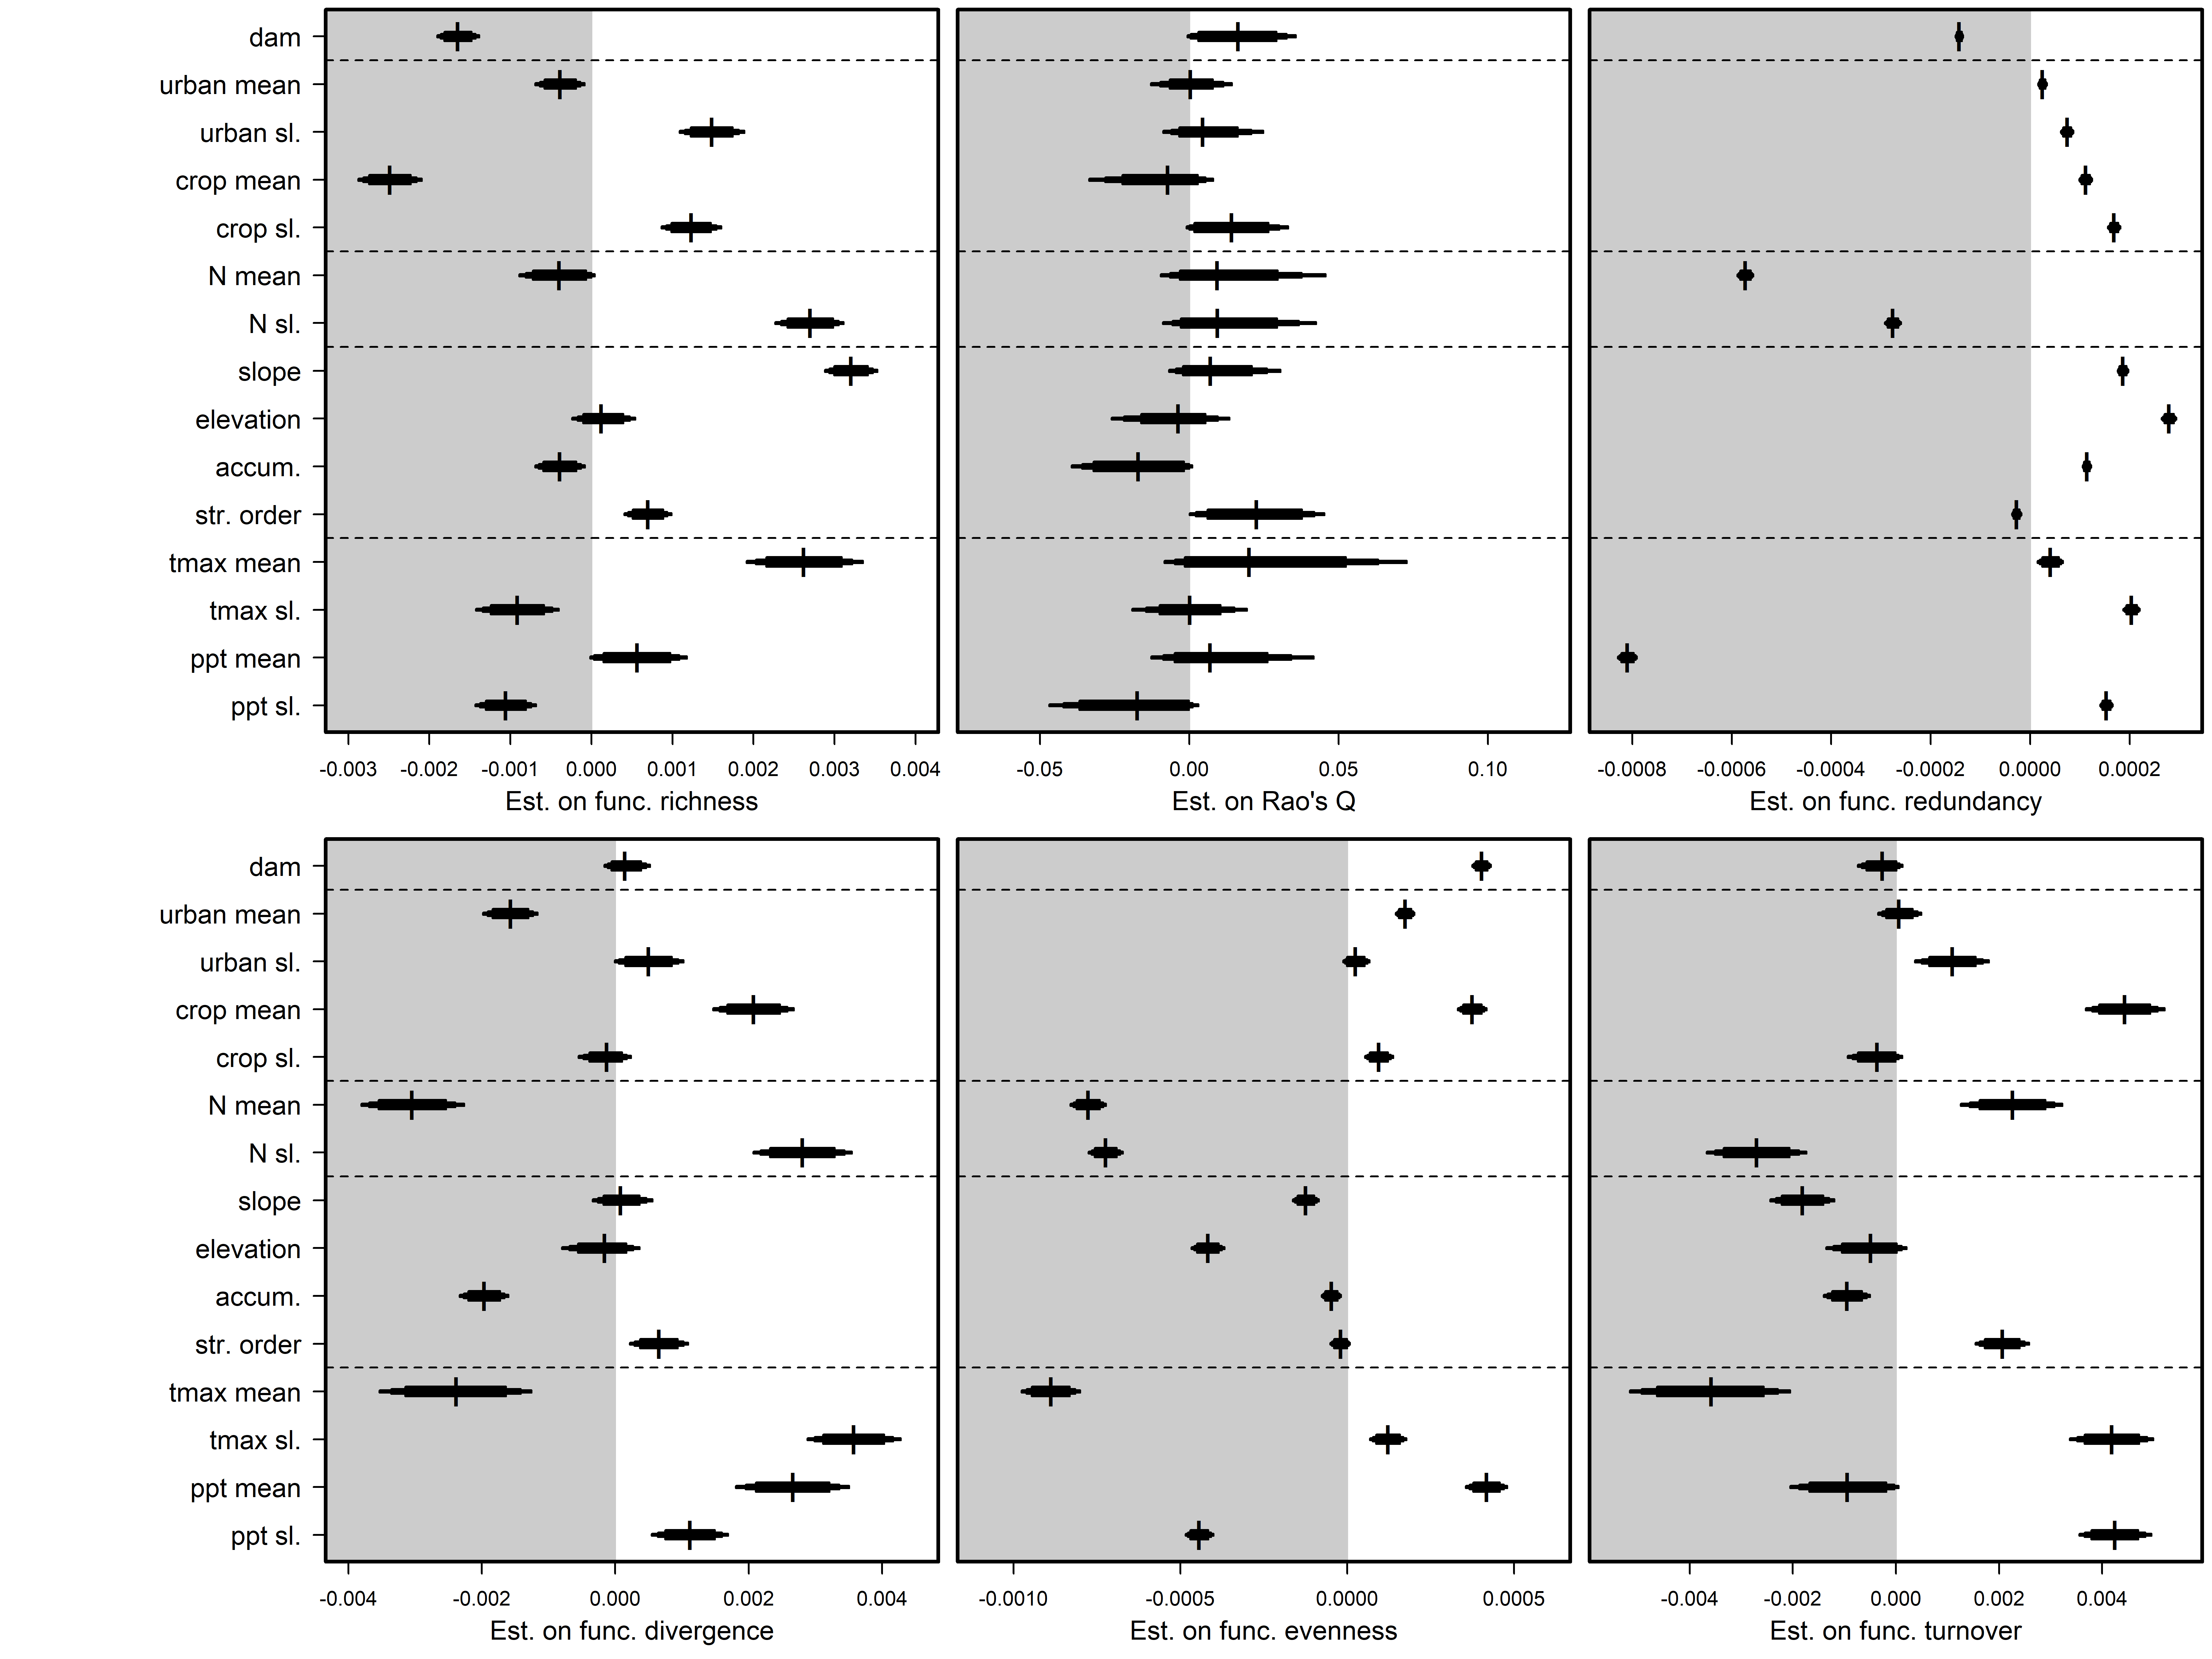 dam
urban mean
urban sl.
crop mean
crop sl.
N mean
N sl.
slope
elevation
accum.
str. order
tmax mean
tmax sl.
ppt mean
ppt sl.
-0.003 -0.002 -0.001 0.000 0.001 0.002 0.003 0.004
Est. on func. richness
-0.05 0.00 0.05 0.10
Est. on Rao's Q
-0.0008 -0.0006 -0.0004 -0.0002 0.0000 0.0002
Est. on func. redundancy
dam
urban mean
urban sl.
crop mean
crop sl.
N mean
N sl.
slope
elevation
accum.
str. order
tmax mean
tmax sl.
ppt mean
ppt sl.
-0.004 -0.002 0.000 0.002 0.004
Est. on func. divergence
-0.0010 -0.0005 0.0000 0.0005
Est. on func. evenness
-0.004 -0.002 0.000 0.002 0.004
Est. on func. turnover